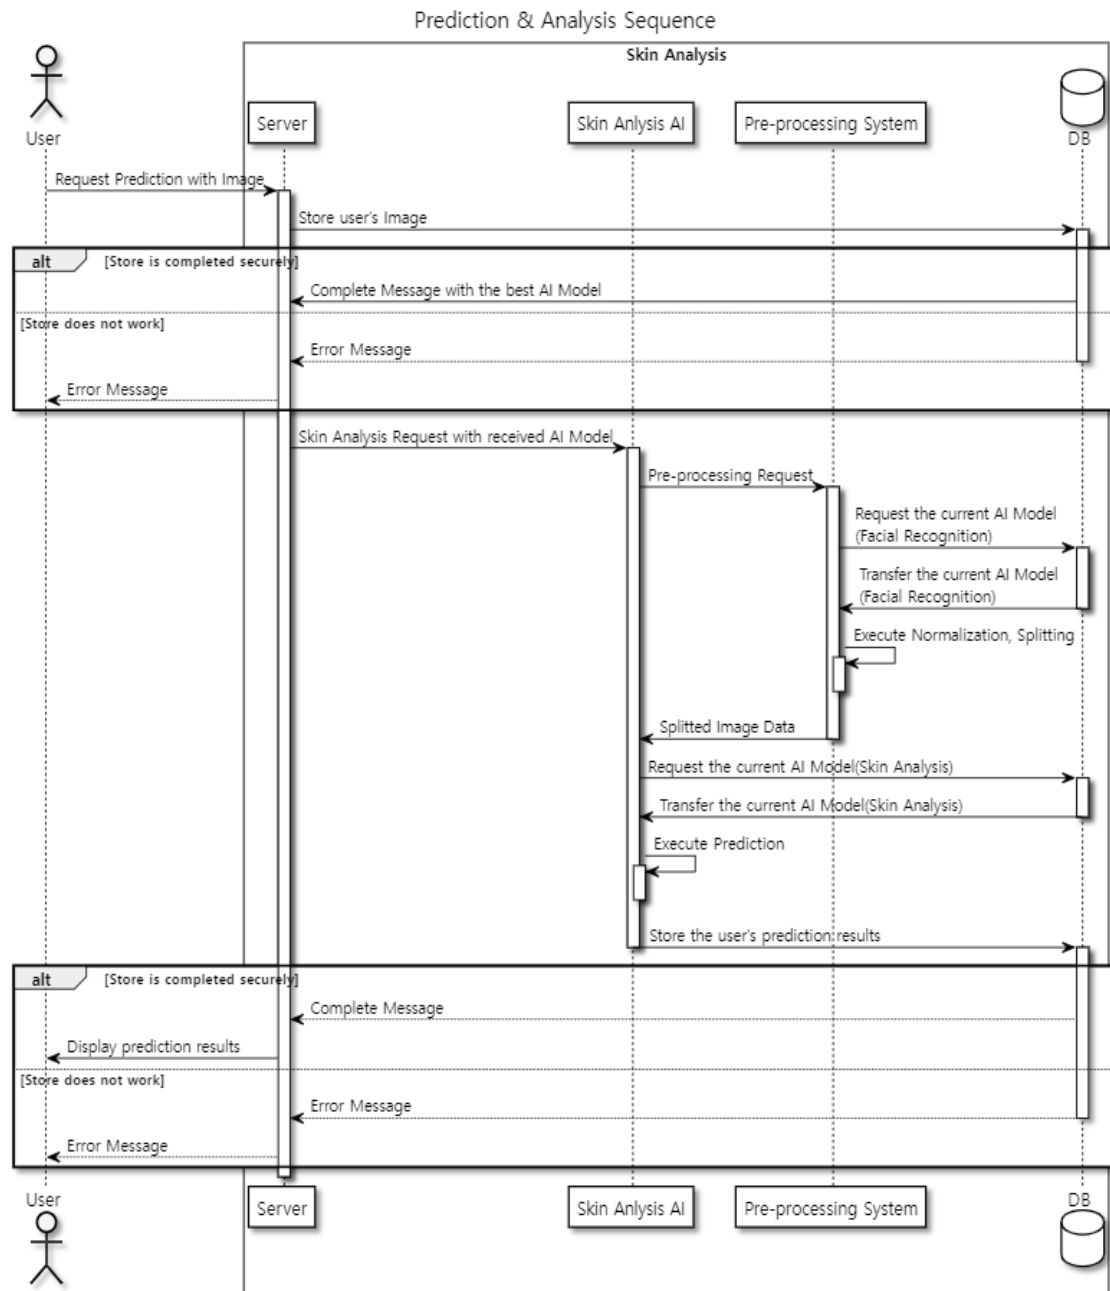 Prediction & Analysis Sequence
Skin Analysis
User
Server
Skin Anlysis AI
Pre-processing System
DB
Request Prediction with Image
Store user's Image
alt
[Store is completed securely]
Complete Message with the best AI Model
[Store does not work]
Error Message
Error Message
Skin Analysis Request with received AI Model
Pre-processing Request
Request the current AI Model
(Facial Recognition)
Transfer the current AI Model
(Facial Recognition)
Execute Normalization, Splitting
Splitted Image Data
Request the current AI Model(Skin Analysis)
Transfer the current AI Model(Skin Analysis)
Execute Prediction
Store the user's prediction results
alt
[Store is completed securely]
Complete Message
Display prediction results
[Store does not work]
Error Message
Error Message
User
Server
Skin Anlysis AI
Pre-processing System
DB